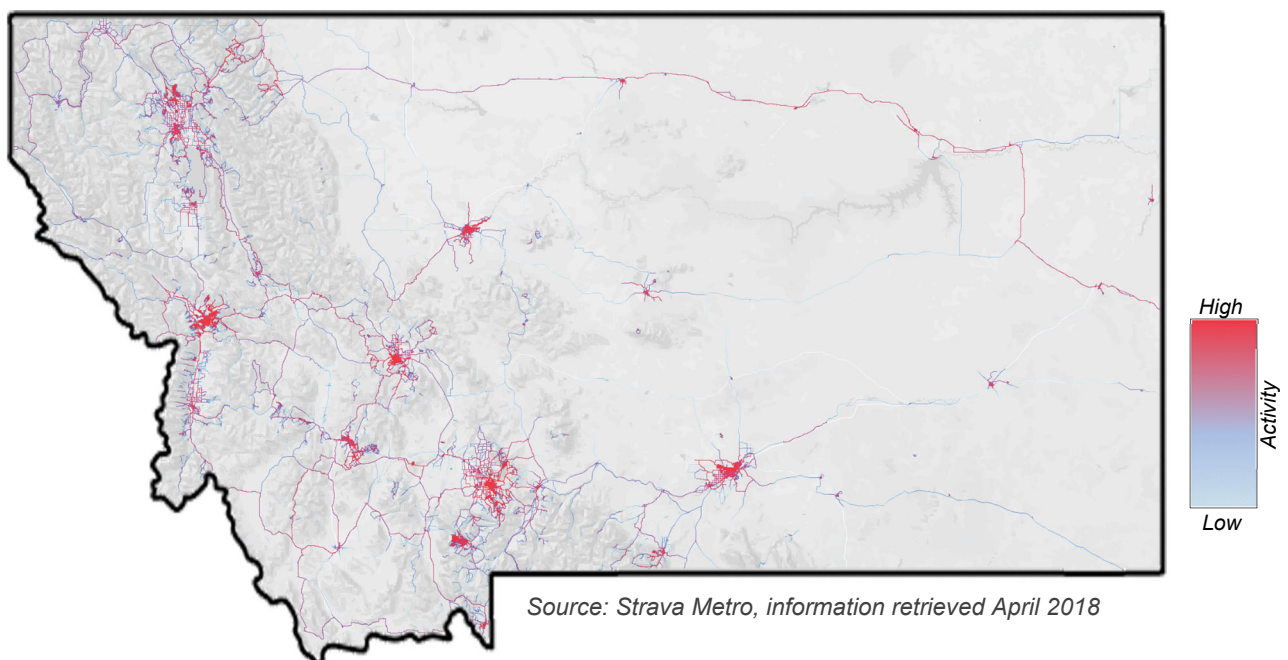 High
Activity
Low
Source: Strava Metro, information retrieved April 2018